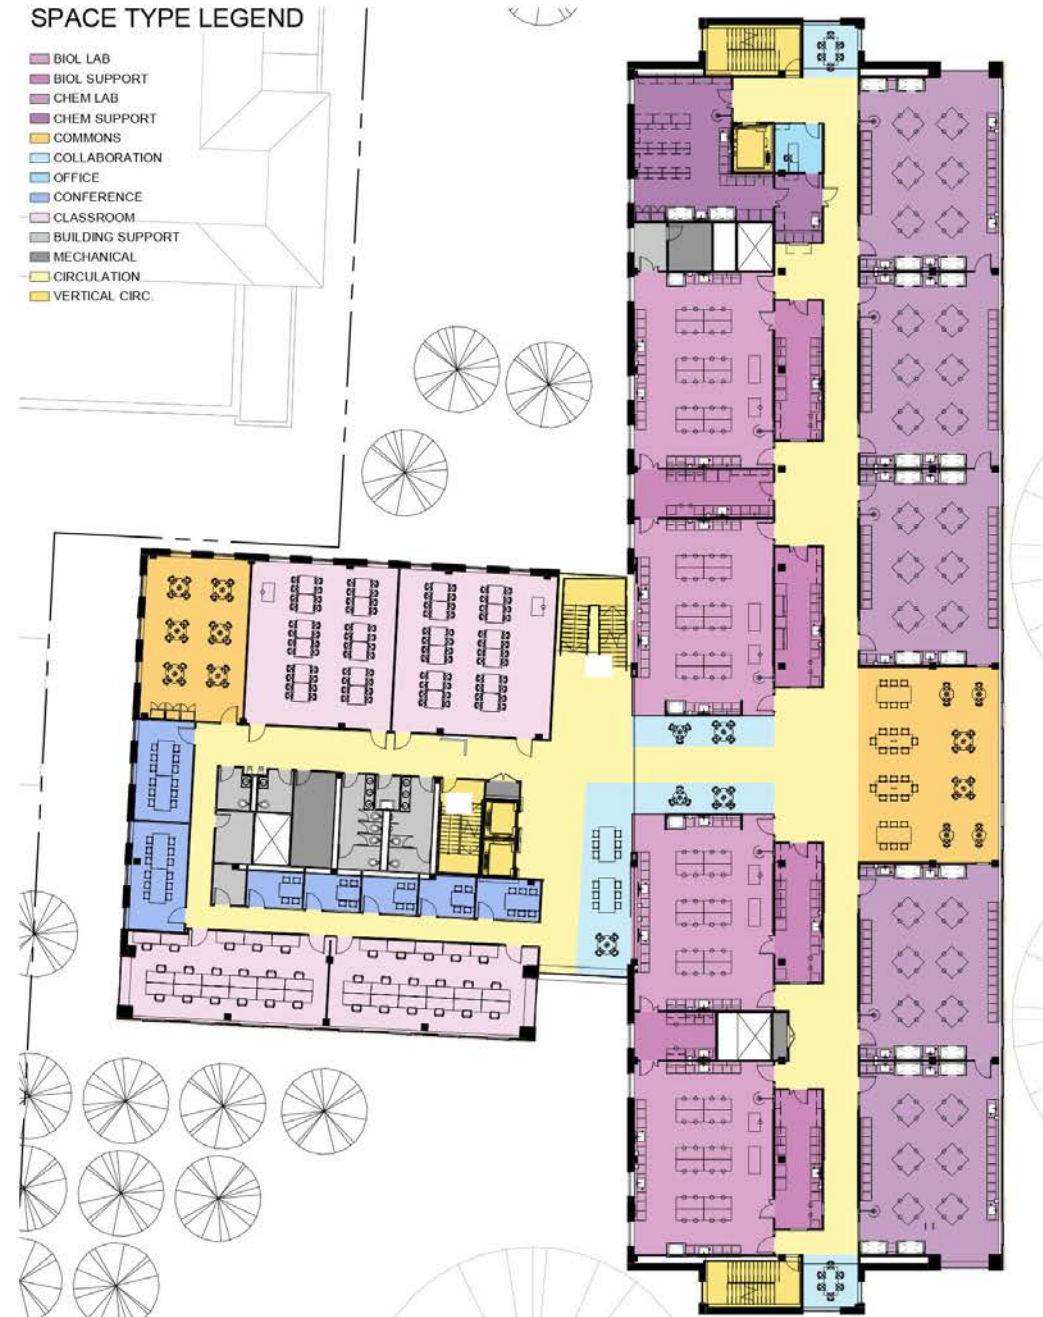 SPACE TYPE LEGEND
BIOL LAB
BIOL SUPPORT
CHEM LAB
CHEM SUPPORT
COMMONS
COLLABORATION
OFFICE
CONFERENCE
CLASSROOM
BUILDING SUPPORT
MECHANICAL
CIRCULATION
VERTICAL CIRC.